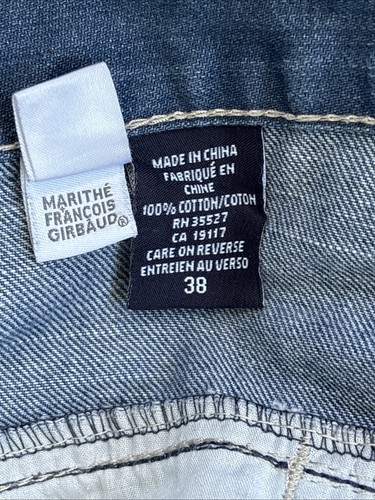 MARITHÉ
FRANÇOIS
GIRBAUD®
MADE IN CHINA
FABRIQUÉ EN
CHINE
100% COTTON/COTON
RN 35527
CA 19117
CARE ON REVERSE
ENTREIEN AU VERSO
38